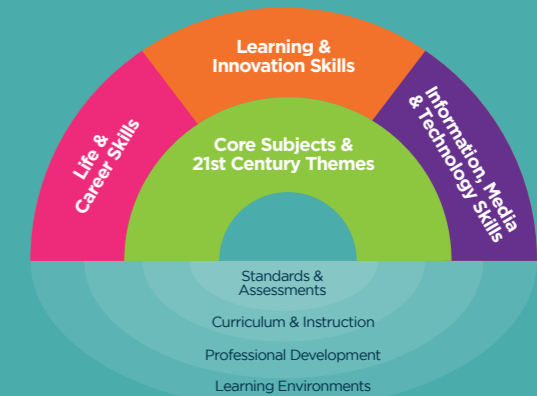 Learning &
Innovation Skills
Life &
Career Skills
Information, Media
& Technology Skills
Core Subjects &
21st Century Themes
Standards &
Assessments
Curriculum & Instruction
Professional Development
Learning Environments